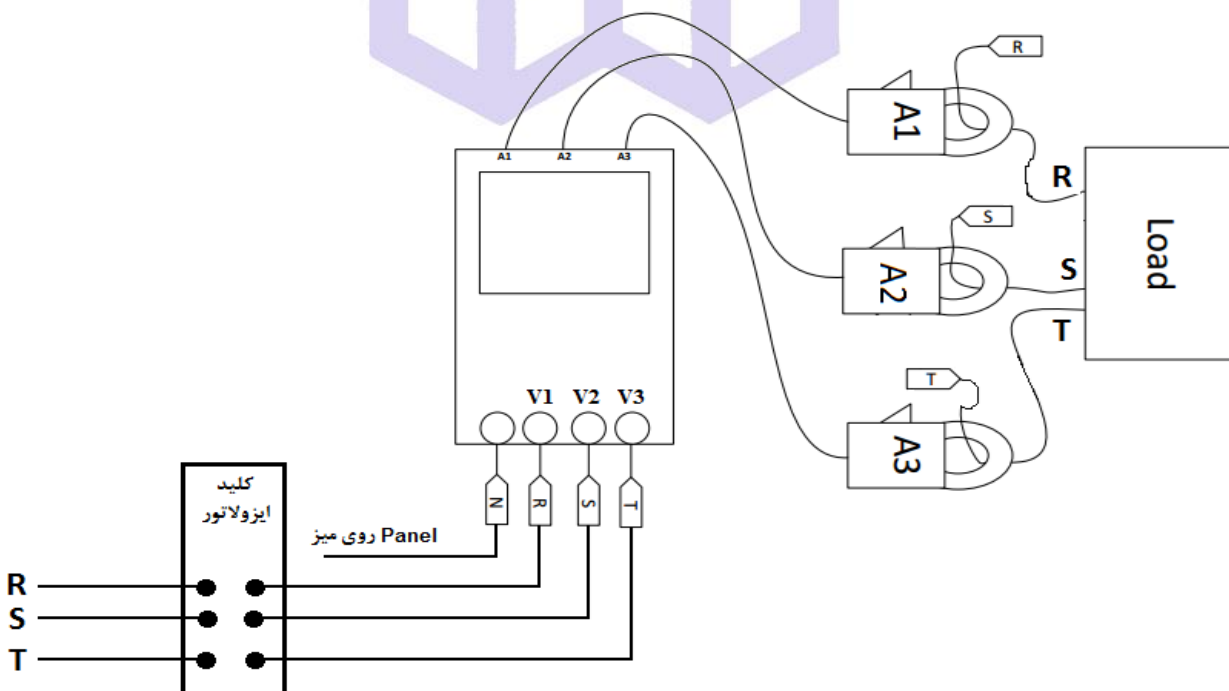 R
A1
A1 A2 A3
R
S
A2
S
Load
T
T
A3
V1 V2 V3
کلید
ایزولاتور
N R S T
Panel روی میز
R
S
T